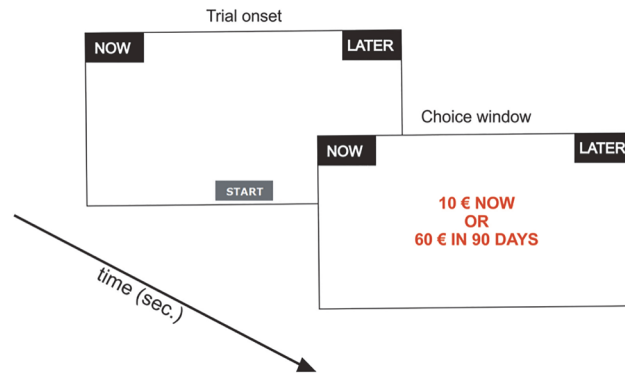 Trial onset
NOW
LATER
START
Choice window
NOW
LATER
10 € NOW
OR
60 € IN 90 DAYS
time (sec.)